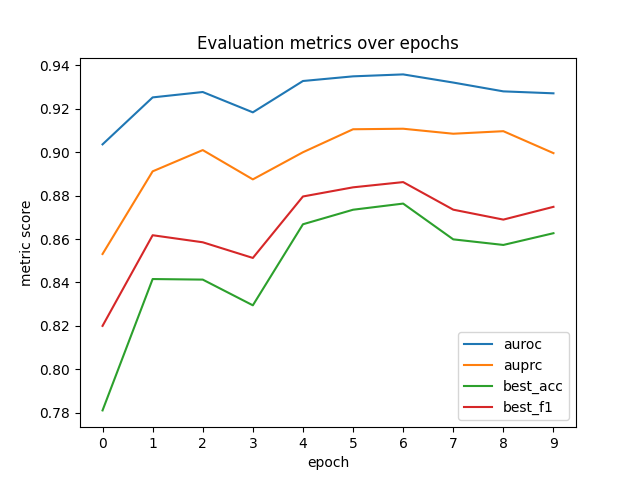 Evaluation metrics over epochs
metric score
0.94
0.92
0.90
0.88
0.86
0.84
0.82
0.80
0.78
0 1 2 3 4 5 6 7 8 9
epoch
auroc
auprc
best_acc
best_f1